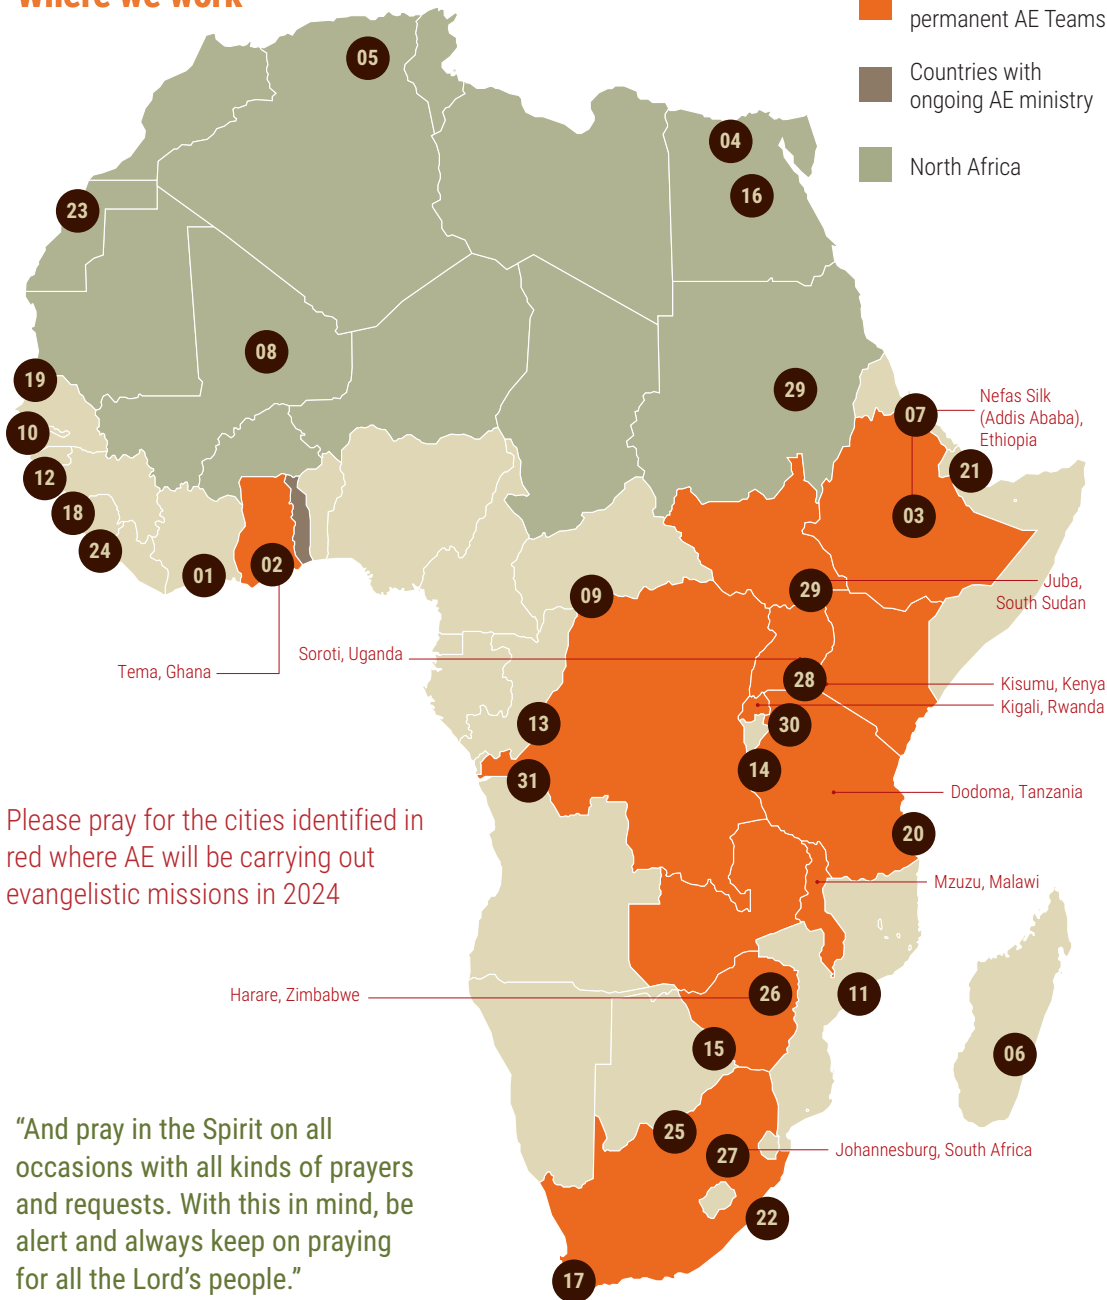 Where we work
permanent AE Teams
Countries with
ongoing AE ministry
North Africa
05
04
16
23
08
19
29
10
07
Nefas Silk
(Addis Ababa),
Ethiopia
21
12
18
03
24
02
01
09
29
Juba,
South Sudan
Tema, Ghana
Soroti, Uganda
28
Kisumu, Kenya
Kigali, Rwanda
13
30
14
31
Dodoma, Tanzania
20
Please pray for the cities identified in
red where AE will be carrying out
evangelistic missions in 2024
Mzuzu, Malawi
Harare, Zimbabwe
26
11
15
06
25
27
Johannesburg, South Africa
22
17
“And pray in the Spirit on all
occasions with all kinds of prayers
and requests. With this in mind, be
alert and always keep on praying
for all the Lord’s people.”